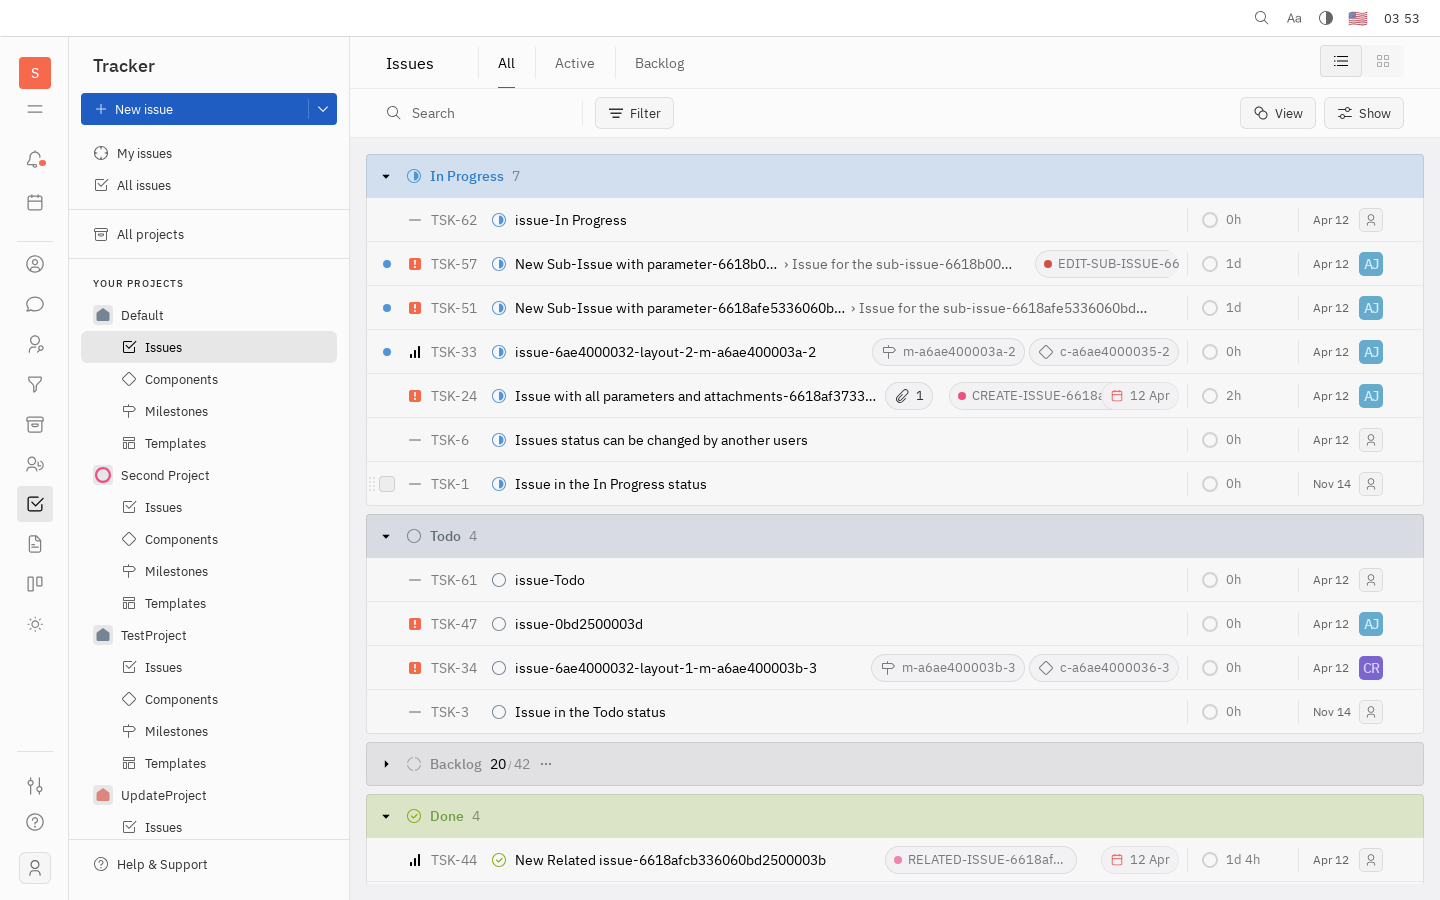 Aa 03 53
S
Tracker
New issue
My issues
All issues
All projects
YOUR PROJECTS
Default
Issues
Components
Milestones
Templates
Second Project
Issues
Components
Milestones
Templates
TestProject
Issues
Components
Milestones
Templates
UpdateProject
Issues
Help & Support
Issues All Active Backlog
Search Filter View Show
In Progress 7
TSK-62 issue-In Progress 0h Apr 12
TSK-57 New Sub-Issue with parameter-6618b0... › Issue for the sub-issue-6618b00... EDIT-SUB-ISSUE-66 1d Apr 12 AJ
TSK-51 New Sub-Issue with parameter-6618afe5336060b... › Issue for the sub-issue-6618afe5336060bd... 1d Apr 12 AJ
TSK-33 issue-6ae4000032-layout-2-m-a6ae400003a-2 m-a6ae400003a-2 c-a6ae4000035-2 0h Apr 12 AJ
TSK-24 Issue with all parameters and attachments-6618af3733... 1 CREATE-ISSUE-6618a 12 Apr 2h Apr 12 AJ
TSK-6 Issues status can be changed by another users 0h Apr 12
TSK-1 Issue in the In Progress status 0h Nov 14
Todo 4
TSK-61 issue-Todo 0h Apr 12
TSK-47 issue-0bd2500003d 0h Apr 12 AJ
TSK-34 issue-6ae4000032-layout-1-m-a6ae400003b-3 m-a6ae400003b-3 c-a6ae4000036-3 0h Apr 12 CR
TSK-3 Issue in the Todo status 0h Nov 14
Backlog 20/42 ...
Done 4
TSK-44 New Related issue-6618afcb336060bd2500003b RELATED-ISSUE-6618af... 12 Apr 1d 4h Apr 12